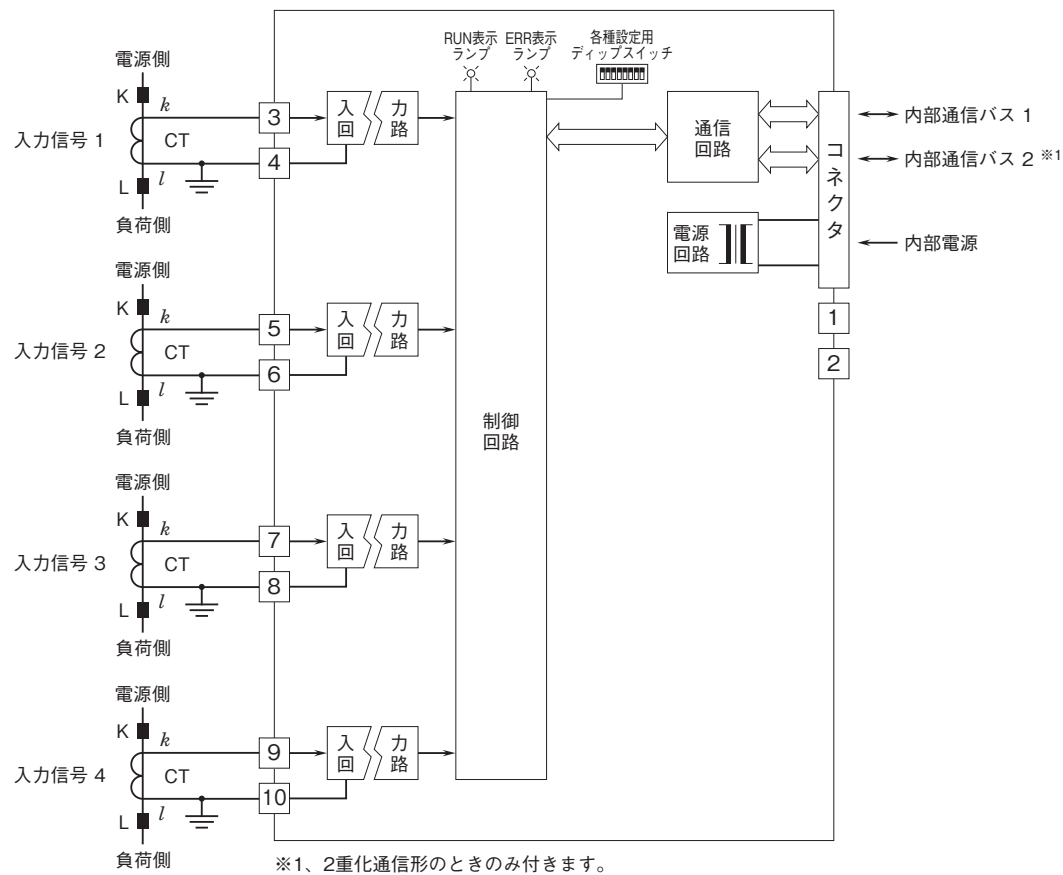 RUN表示
ランプ
ERR表示
ランプ
各種設定用
ディップスイッチ
電源側
K
k
入力信号 1
CT
L
l
負荷側
3
4
入力
回路
通信
回路
コネクタ
内部通信バス 1
内部通信バス 2 ※1
電源
回路
内部電源
1
2
電源側
K
k
入力信号 2
CT
L
l
負荷側
5
6
入力
回路
制御
回路
電源側
K
k
入力信号 3
CT
L
l
負荷側
7
8
入力
回路
電源側
K
k
入力信号 4
CT
L
l
負荷側
9
10
入力
回路
※1、2重化通信形のときのみ付きます。